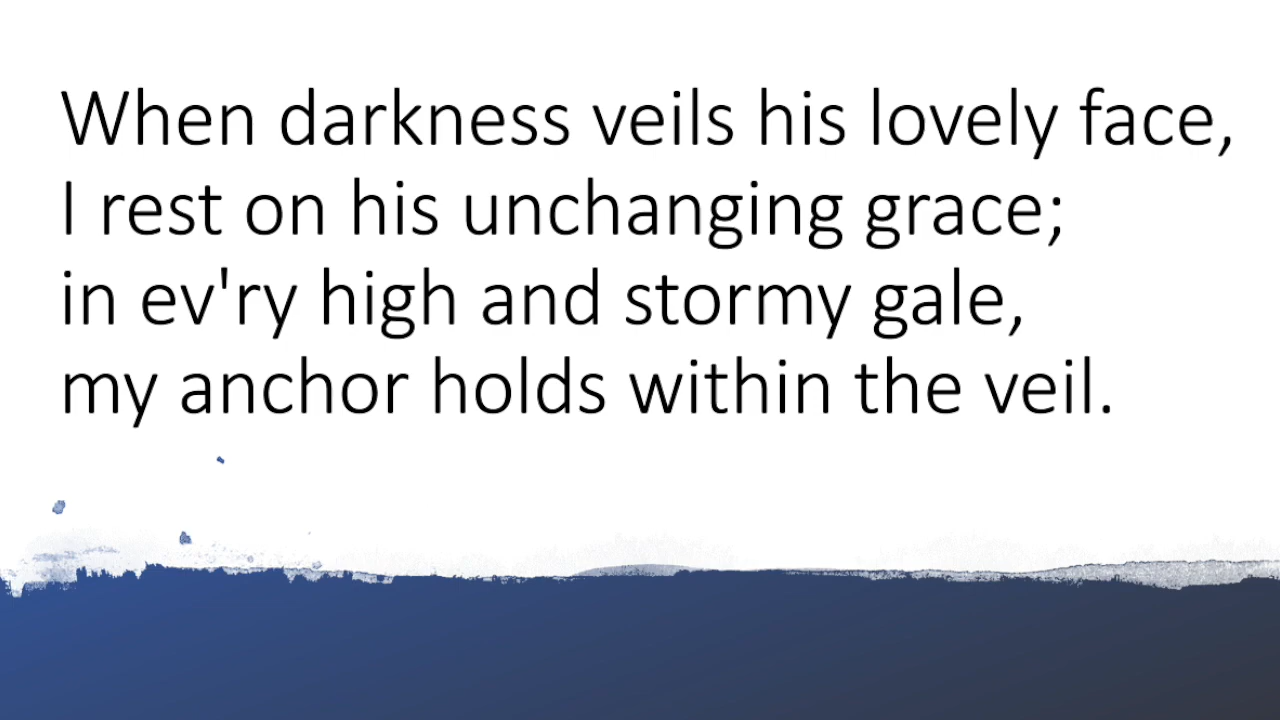 When darkness veils his lovely face,
I rest on his unchanging grace;
in ev'ry high and stormy gale,
my anchor holds within the veil.